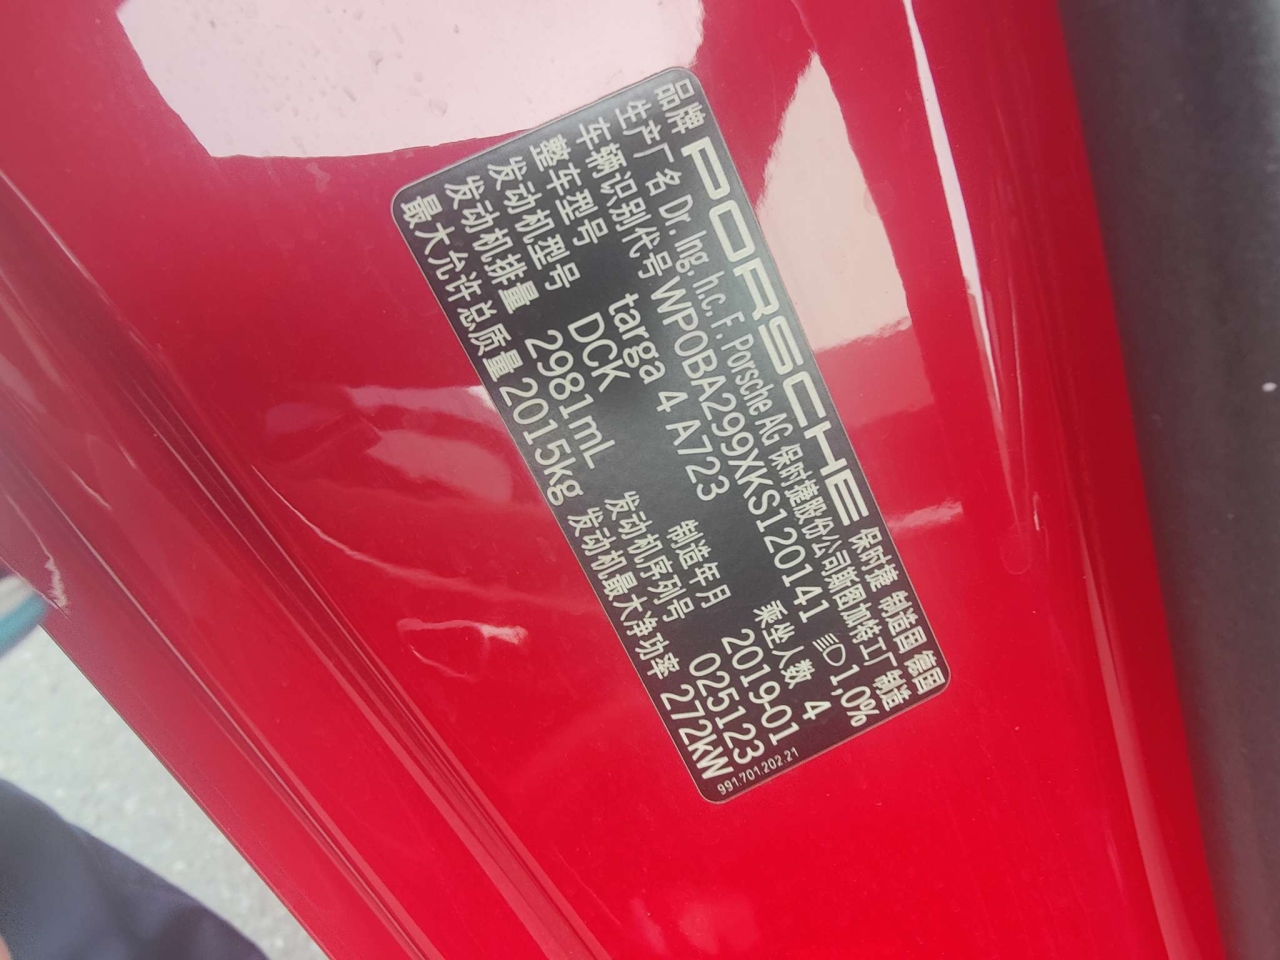 品牌 PORSCHE 保时捷 制造国 德国
生产厂名 Dr. Ing. h.c. F. Porsche AG 保时捷股份公司斯图加特工厂制造
车辆识别代号 WP0BA299XKS120141 1,0%
整车型号 targa 4 A723 乘坐人数 4
发动机型号 DCK 制造年月 2019-01
发动机排量 2981mL 发动机序列号 025123
最大允许总质量 2015kg 发动机最大净功率 272kW
991.701.202.21